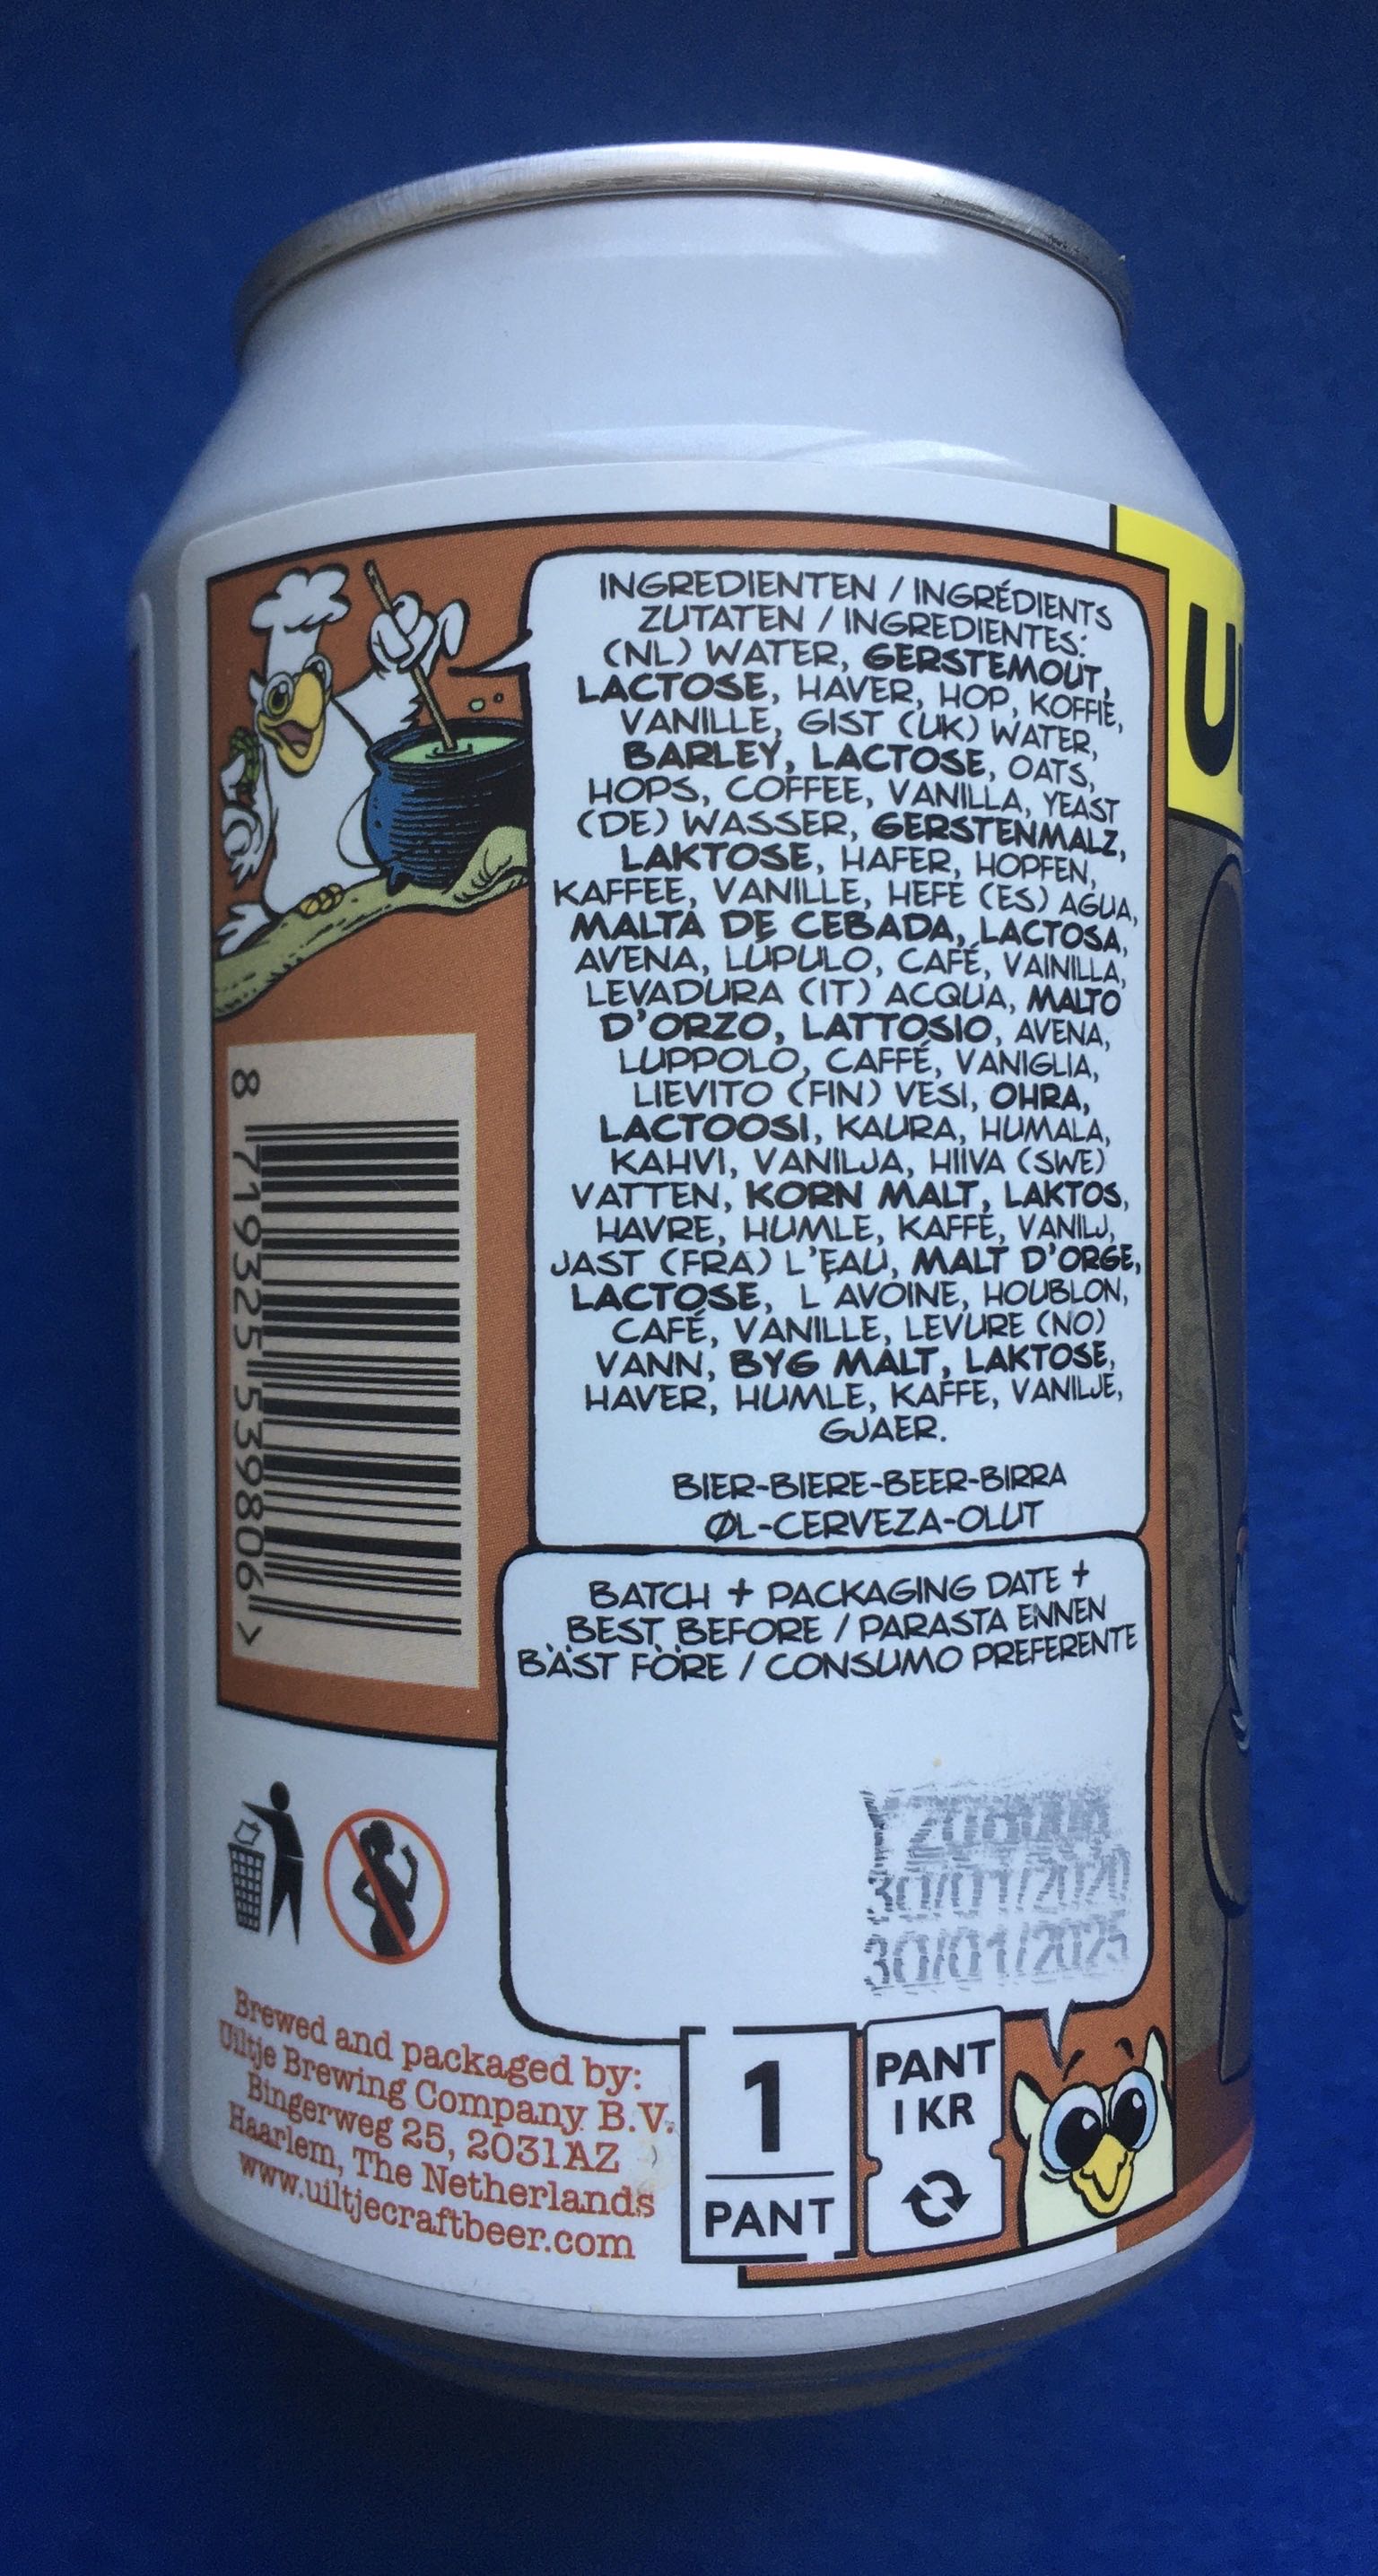 INGREDIENTEN / INGRÉDIENTS
ZUTATEN / INGREDIENTES:
(NL) WATER, GERSTEMOUT,
LACTOSE, HAVER, HOP, KOFFIE,
VANILLE, GIST (UK) WATER,
BARLEY, LACTOSE, OATS,
HOPS, COFFEE, VANILLA, YEAST
(DE) WASSER, GERSTENMALZ,
LAKTOSE, HAFER, HOPFEN,
KAFFEE, VANILLE, HEFE (ES) AGUA,
MALTA DE CEBADA, LACTOSA,
AVENA, LÚPULO, CAFÉ, VAINILLA,
LEVADURA (IT) ACQUA, MALTO
D'ORZO, LATTOSIO, AVENA,
LUPPOLO, CAFFÉ, VANIGLIA,
LIEVITO (FIN) VESI, OHRA,
LACTOOSI, KAURA, HUMALA,
KAHVI, VANILJA, HIIVA (SWE)
VATTEN, KORN MALT, LAKTOS,
HAVRE, HUMLE, KAFFE, VANILJ,
JAST (FRA) L'EAU, MALT D'ORGE,
LACTOSE, L AVOINE, HOUBLON,
CAFÉ, VANILLE, LEVURE (NO)
VANN, BYG MALT, LAKTOSE,
HAVER, HUMLE, KAFFE, VANILJE,
GJAER.
BIER-BIERE-BEER-BIRRA
ØL-CERVEZA-OLUT
BATCH + PACKAGING DATE +
BEST BEFORE / PARASTA ENNEN
BÄST FÖRE / CONSUMO PREFERENTE
30/01/2020
30/01/2025
8 719325 539806 >
Brewed and packaged by:
Uiltje Brewing Company B.V.
Bingerweg 25, 2031AZ
Haarlem, The Netherlands
www.uiltjecraftbeer.com
1
PANT
PANT
1 KR
U